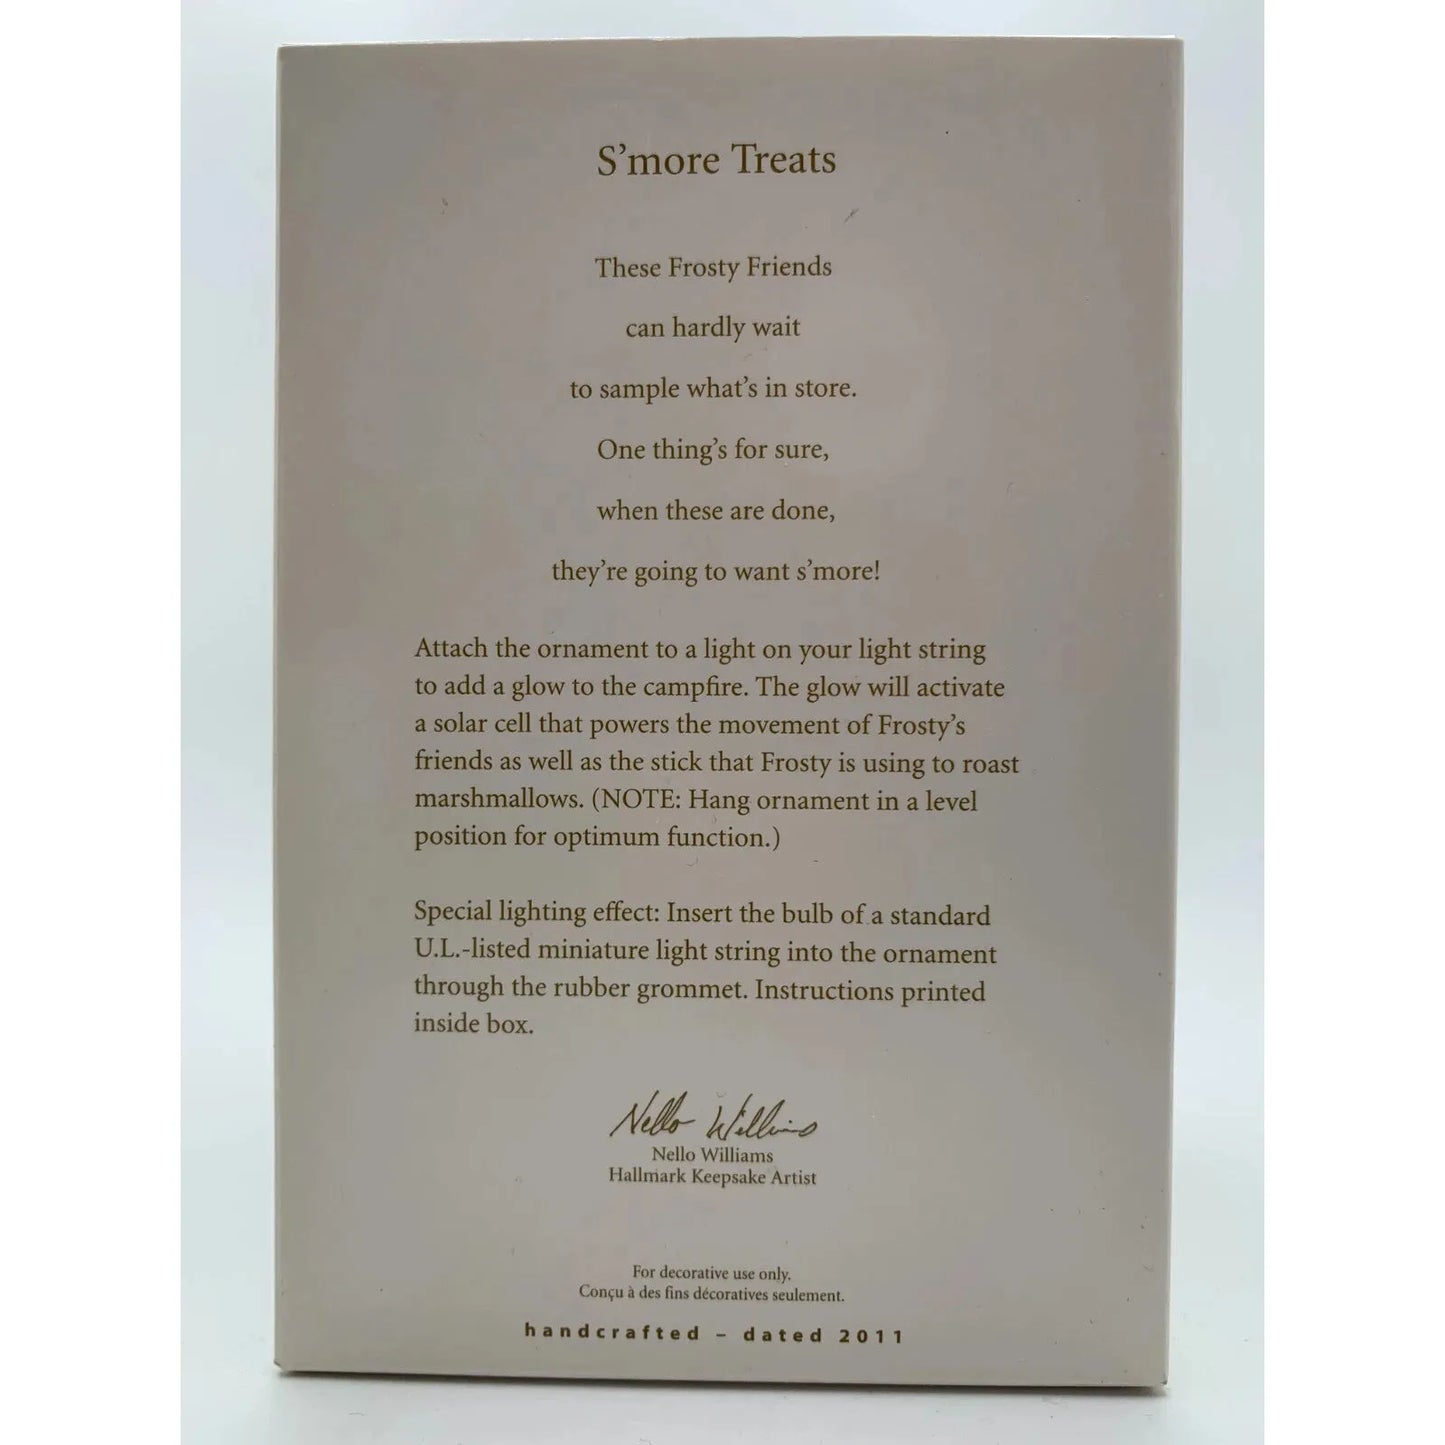 S’more Treats
These Frosty Friends
can hardly wait
to sample what’s in store.
One thing’s for sure,
when these are done,
they’re going to want s’more!
Attach the ornament to a light on your light string
to add a glow to the campfire. The glow will activate
a solar cell that powers the movement of Frosty’s
friends as well as the stick that Frosty is using to roast
marshmallows. (NOTE: Hang ornament in a level
position for optimum function.)
Special lighting effect: Insert the bulb of a standard
U.L.-listed miniature light string into the ornament
through the rubber grommet. Instructions printed
inside box.
Nello Williams
Nello Williams
Hallmark Keepsake Artist
For decorative use only.
Conçu à des fins décoratives seulement.
handcrafted – dated 2011